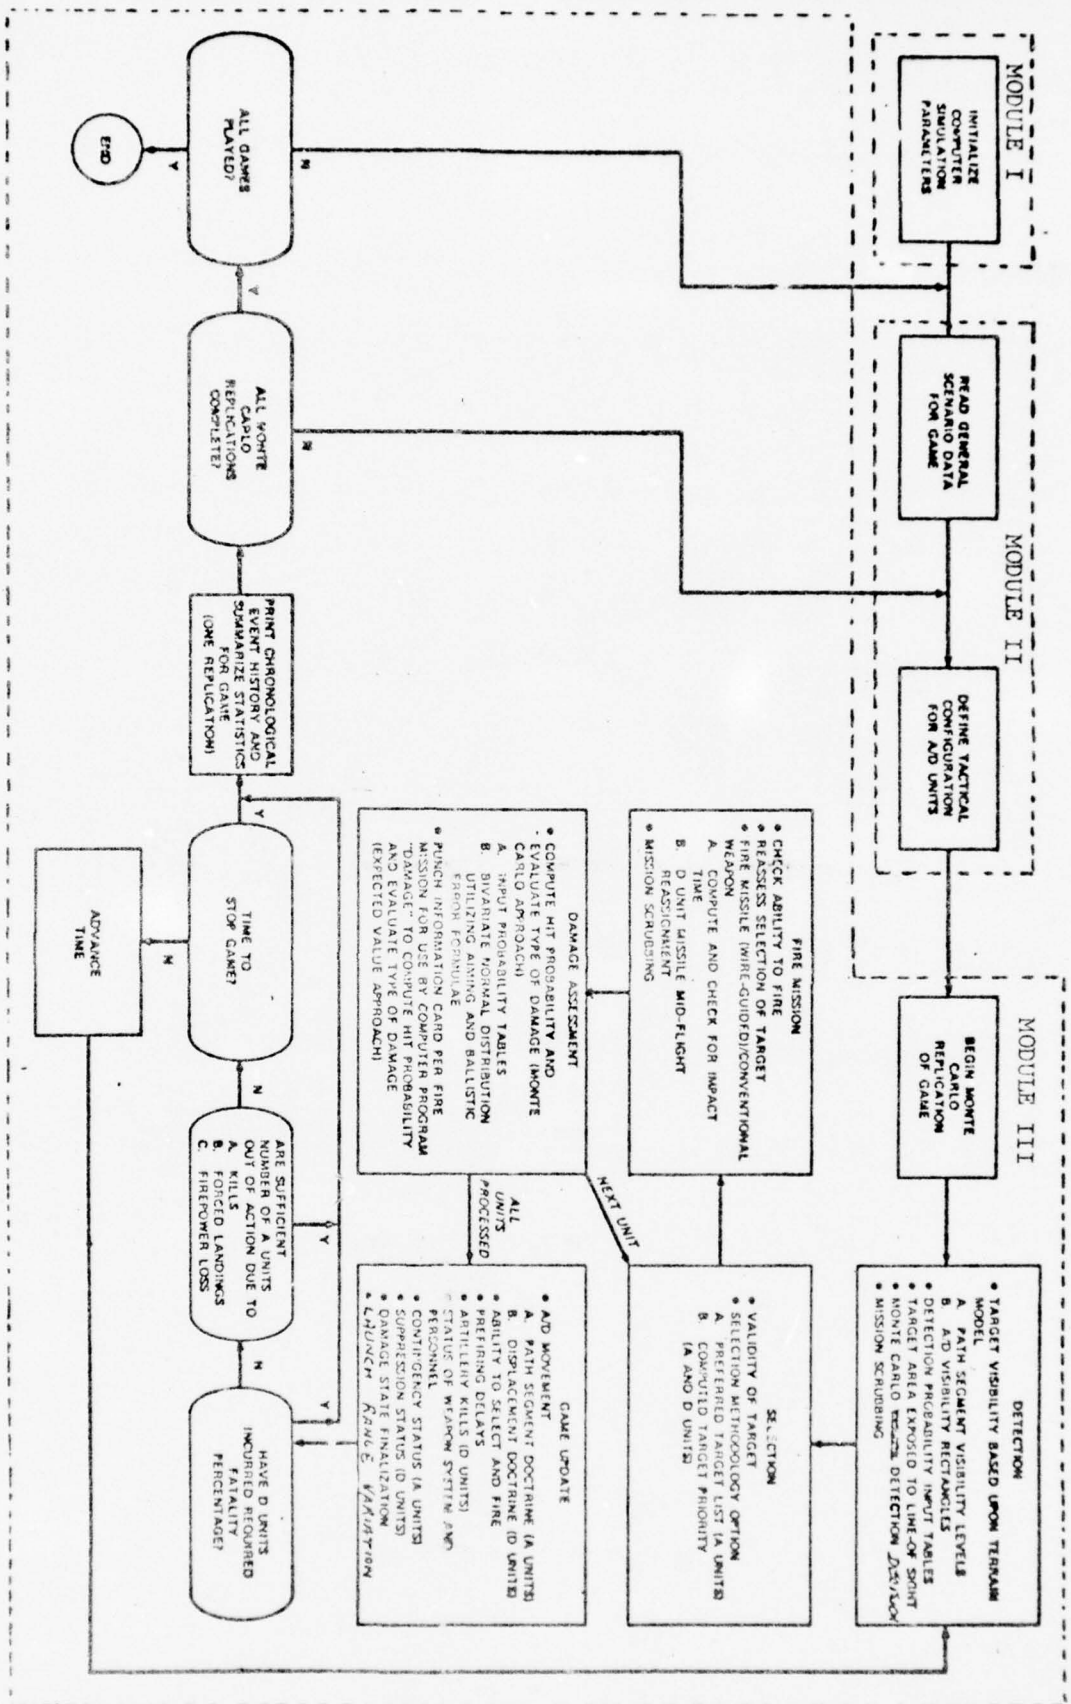 MODULE I
INITIALIZE
COMPUTER
SIMULATION
PARAMETERS
MODULE II
READ GENERAL
SCENARIO DATA
FOR GAME
DEFINE TACTICAL
CONFIGURATION
FOR A/D UNITS
MODULE III
BEGIN MONTE
CARLO
REPLICATION
OF GAME
DETECTION
• TARGET VISIBILITY BASED UPON TERRAIN
MODEL
A. PATH SEGMENT VISIBILITY LEVELS
B. A/D VISIBILITY RECTANGLES
• DETECTION PROBABILITY INPUT TABLES
• TARGET AREA EXPOSED TO LINE-OF SIGHT
• MONTE CARLO DETECTION DECISION
• MISSION SCRUBBING
FIRE MISSION
• CHECK ABILITY TO FIRE
• REASSESS SELECTION OF TARGET
• FIRE MISSILE (WIRE-GUIDED)/CONVENTIONAL
WEAPON
A. COMPUTE AND CHECK FOR IMPACT
TIME
B. D UNIT MISSILE MID-FLIGHT
REASSIGNMENT
• MISSION SCRUBBING
SELECTION
• VALIDITY OF TARGET
• SELECTION METHODOLOGY OPTION
A. PREFERRED TARGET LIST (A UNITS)
B. COMPUTED TARGET PRIORITY
(A AND D UNITS)
NEXT UNIT
DAMAGE ASSESSMENT
• COMPUTE HIT PROBABILITY AND
EVALUATE TYPE OF DAMAGE (MONTE
CARLO APPROACH)
A. INPUT PROBABILITY TABLES
B. BIVARIATE NORMAL DISTRIBUTION
UTILIZING AIMING AND BALLISTIC
ERROR FORMULAE
• PUNCH INFORMATION CARD PER FIRE
MISSION FOR USE BY COMPUTER PROGRAM
"DAMAGE" TO COMPUTE HIT PROBABILITY
AND EVALUATE TYPE OF DAMAGE
(EXPECTED VALUE APPROACH)
ALL
UNITS
PROCESSED
GAME UPDATE
• A/D MOVEMENT
A. PATH SEGMENT DOCTRINE (A UNITS)
B. DISPLACEMENT DOCTRINE (D UNITS)
• ABILITY TO SELECT AND FIRE
• PREFIRING DELAYS
• ARTILLERY KILLS (D UNITS)
• STATUS OF WEAPON SYSTEM AND
PERSONNEL
• CONTINGENCY STATUS (A UNITS)
• SUPPRESSION STATUS (D UNITS)
• DAMAGE STATE FINALIZATION
• LAUNCH RANGE VARIATION
ALL GAMES
PLAYED?
N
Y
END
Y
ALL MONTE
CARLO
REPLICATIONS
COMPLETE?
N
PRINT CHRONOLOGICAL
EVENT HISTORY AND
SUMMARIZE STATISTICS
FOR GAME
(ONE REPLICATION)
Y
TIME TO
STOP GAME?
N
ADVANCE
TIME
N
ARE SUFFICIENT
NUMBER OF A UNITS
OUT OF ACTION DUE TO
A. KILLS
B. FORCED LANDINGS
C. FIREPOWER LOSS
Y
N
HAVE D UNITS
INCURRED REQUIRED
FATALITY
PERCENTAGE?
Y